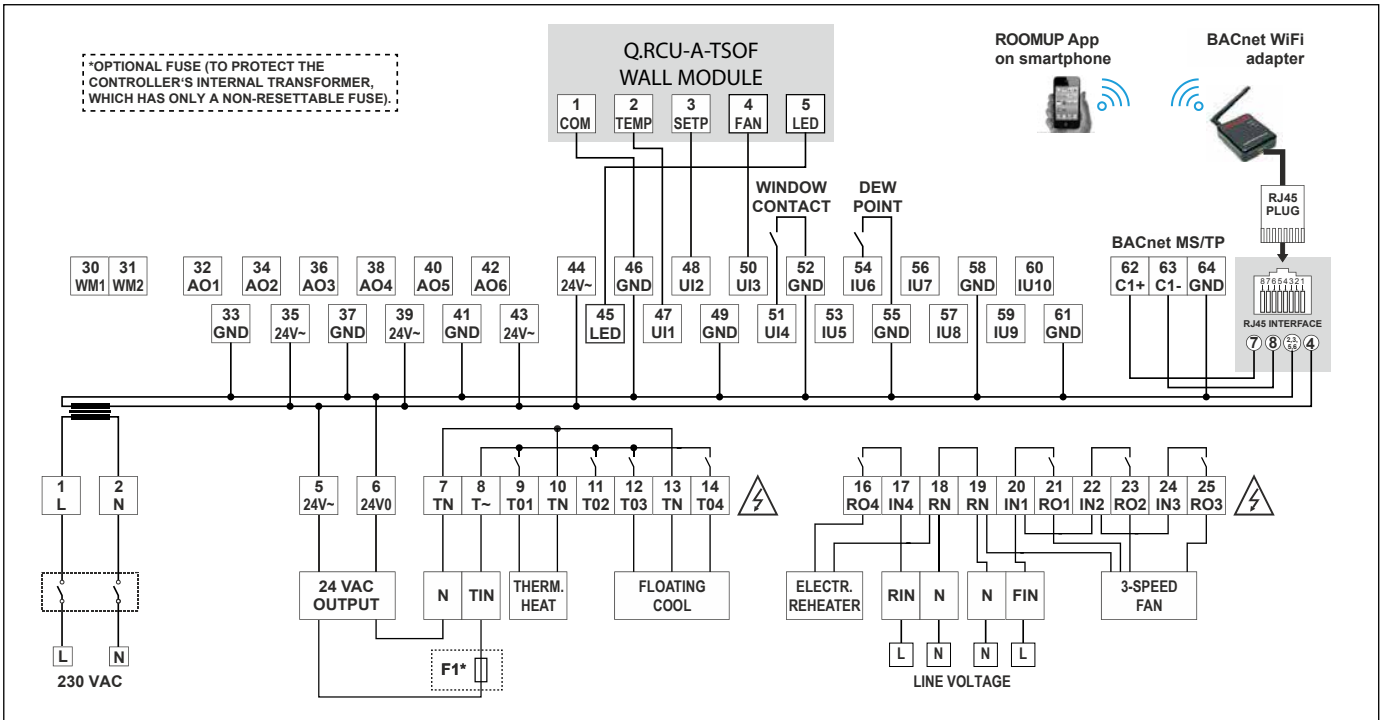 *OPTIONAL FUSE (TO PROTECT THE
CONTROLLER'S INTERNAL TRANSFORMER,
WHICH HAS ONLY A NON-RESETTABLE FUSE).
Q.RCU-A-TSOF
WALL MODULE
1 2 3 4 5
COM TEMP SETP FAN LED
ROOMUP App
on smartphone
BACnet WiFi
adapter
RJ45
PLUG
WINDOW
CONTACT
DEW
POINT
BACnet MS/TP
30 31 32 34 36 38 40 42 44 46 48 50 52 54 56 58 60 62 63 64
WM1 WM2 AO1 AO2 AO3 AO4 AO5 AO6 24V~ GND UI2 UI3 GND IU6 IU7 GND IU10 C1+ C1- GND
87654321
RJ45 INTERFACE
7 8 2,3, 5,6 4
33 35 37 39 41 43 45 47 49 51 53 55 57 59 61
GND 24V~ GND 24V~ GND 24V~ LED UI1 GND UI4 IU5 GND IU8 IU9 GND
1 2 5 6 7 8 9 10 11 12 13 14 16 17 18 19 20 21 22 23 24 25
L N 24V~ 24V0 TN T~ T01 TN T02 T03 TN T04 RO4 IN4 RN RN IN1 RO1 IN2 RO2 IN3 RO3
24 VAC
OUTPUT
N
TIN
THERM.
HEAT
FLOATING
COOL
ELECTR.
REHEATER
RIN
N
N
FIN
3-SPEED
FAN
F1*
L N
230 VAC
L N N L
LINE VOLTAGE